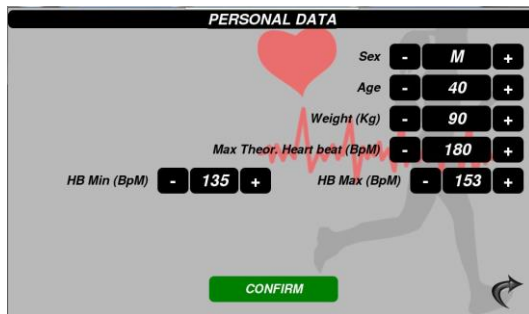 PERSONAL DATA
Sex - M +
Age - 40 +
Weight (Kg) - 90 +
Max Theor. Heart beat (BpM) - 180 +
HB Min (BpM) - 135 + HB Max (BpM) - 153 +
CONFIRM